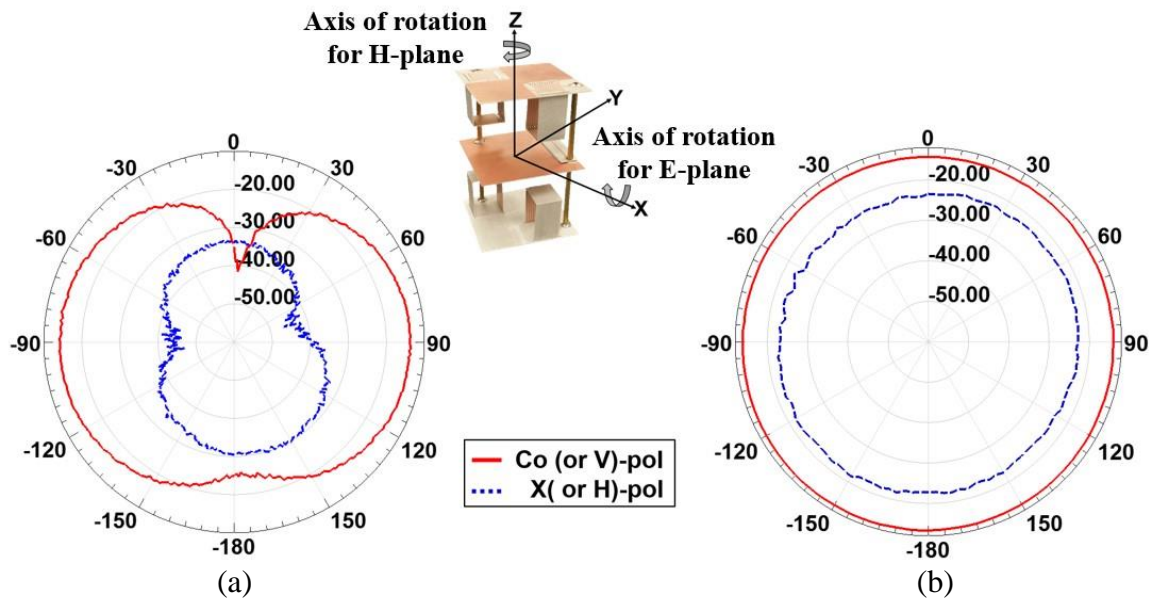 Axis of rotation
for H-plane
Z
Y
Axis of rotation
for E-plane
X
0
30
60
90
120
150
-180
-150
-120
-90
-60
-30
-20.00
-30.00
-40.00
-50.00
0
30
60
90
120
150
-180
-150
-120
-90
-60
-30
-20.00
-30.00
-40.00
-50.00
Co (or V)-pol
X( or H)-pol
(a)
(b)